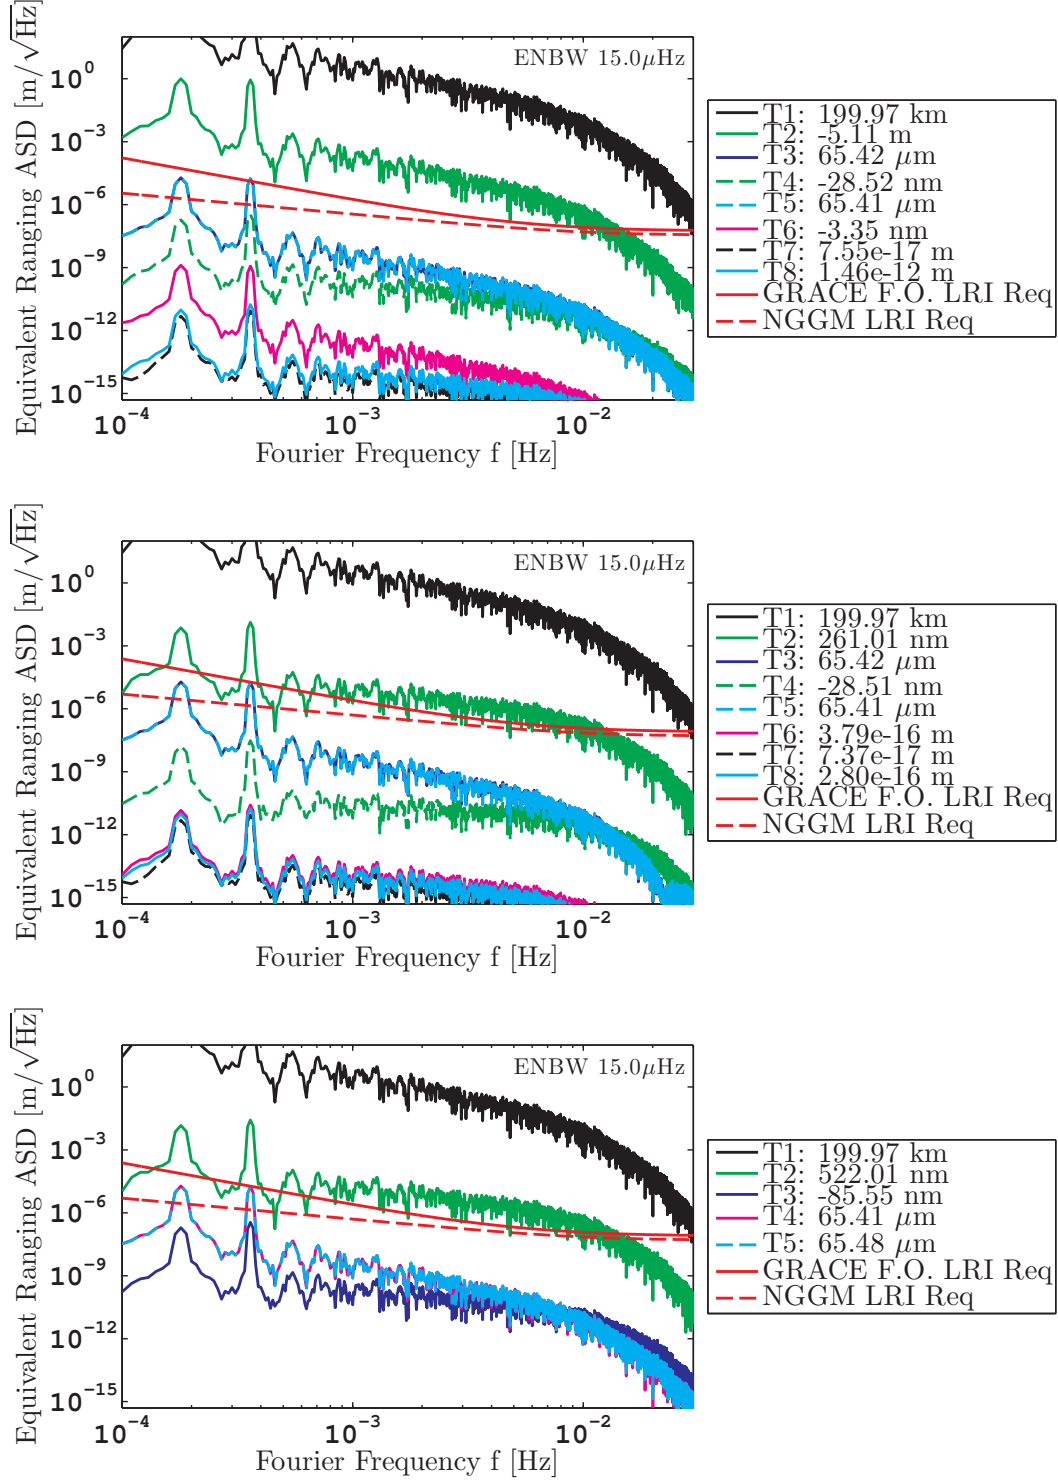 Equivalent Ranging ASD [m/√Hz]
ENBW 15.0μHz
10^0
10^-3
10^-6
10^-9
10^-12
10^-15
10^-4
10^-3
10^-2
Fourier Frequency f [Hz]
T1: 199.97 km
T2: -5.11 m
T3: 65.42 μm
T4: -28.52 nm
T5: 65.41 μm
T6: -3.35 nm
T7: 7.55e-17 m
T8: 1.46e-12 m
GRACE F.O. LRI Req
NGGM LRI Req
Equivalent Ranging ASD [m/√Hz]
ENBW 15.0μHz
10^0
10^-3
10^-6
10^-9
10^-12
10^-15
10^-4
10^-3
10^-2
Fourier Frequency f [Hz]
T1: 199.97 km
T2: 261.01 nm
T3: 65.42 μm
T4: -28.51 nm
T5: 65.41 μm
T6: 3.79e-16 m
T7: 7.37e-17 m
T8: 2.80e-16 m
GRACE F.O. LRI Req
NGGM LRI Req
Equivalent Ranging ASD [m/√Hz]
ENBW 15.0μHz
10^0
10^-3
10^-6
10^-9
10^-12
10^-15
10^-4
10^-3
10^-2
Fourier Frequency f [Hz]
T1: 199.97 km
T2: 522.01 nm
T3: -85.55 nm
T4: 65.41 μm
T5: 65.48 μm
GRACE F.O. LRI Req
NGGM LRI Req